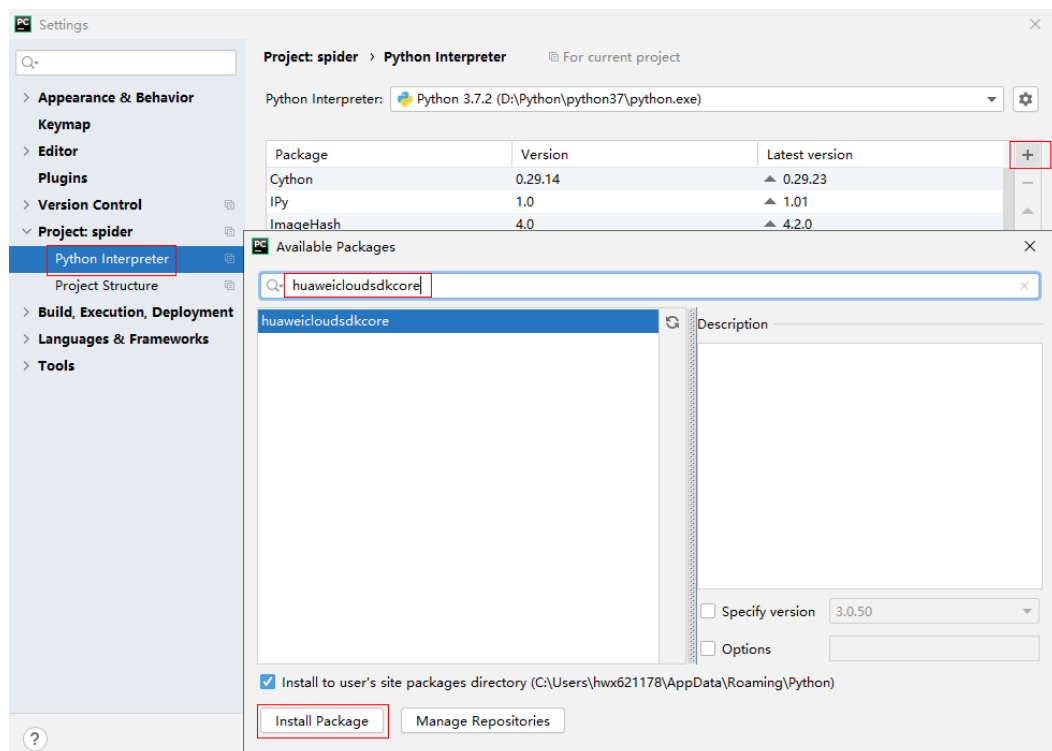 PC Settings
Project: spider › Python Interpreter For current project
Appearance & Behavior
Python Interpreter: Python 3.7.2 (D:\Python\python37\python.exe)
Keymap
Editor
Package Version Latest version
Plugins
Cython 0.29.14 0.29.23
Version Control
IPy 1.0 1.01
Project: spider
ImageHash 4.0 4.2.0
Python Interpreter
Project Structure
Build, Execution, Deployment
Languages & Frameworks
Tools
PC Available Packages
huaweicloudsdkcore
huaweicloudsdkcore
Description
Specify version 3.0.50
Options
Install to user's site packages directory (C:\Users\hwx621178\AppData\Roaming\Python)
Install Package Manage Repositories
?